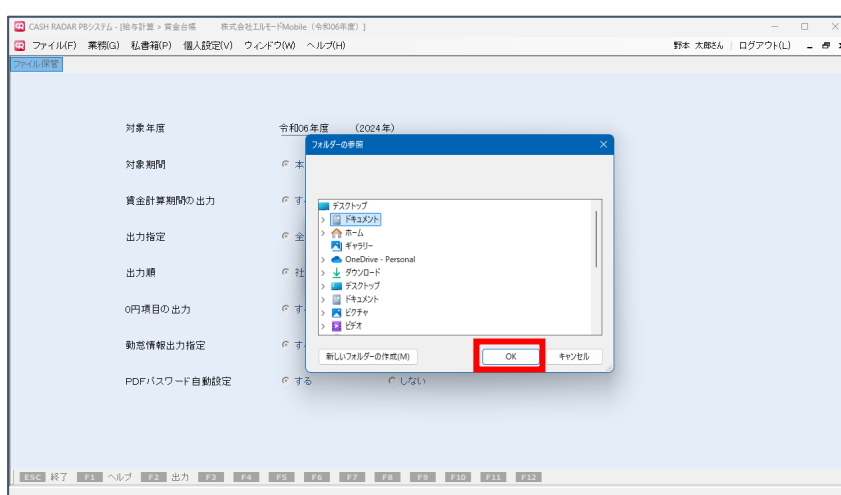 CASH RADAR PBシステム - [給与計算 > 賃金台帳　　株式会社エルモードMobile（令和06年度）]
ファイル(F)　業務(G)　私書箱(P)　個人設定(V)　ウィンドウ(W)　ヘルプ(H)　野本 太郎さん　ログアウト(L)
ファイル保管
対象年度　令和06年度　(2024年)
フォルダーの参照
対象期間　本
賃金計算期間の出力　す
デスクトップ
ドキュメント
出力指定　全
ホーム
ギャラリー
OneDrive - Personal
出力順　社
ダウンロード
デスクトップ
ドキュメント
0円項目の出力　す
ピクチャ
ビデオ
勤怠情報出力指定　す
新しいフォルダーの作成(M)　OK　キャンセル
PDFパスワード自動設定　する　しない
ESC 終了　F1 ヘルプ　F2 出力　F3　F4　F5　F6　F7　F8　F9　F10　F11　F12